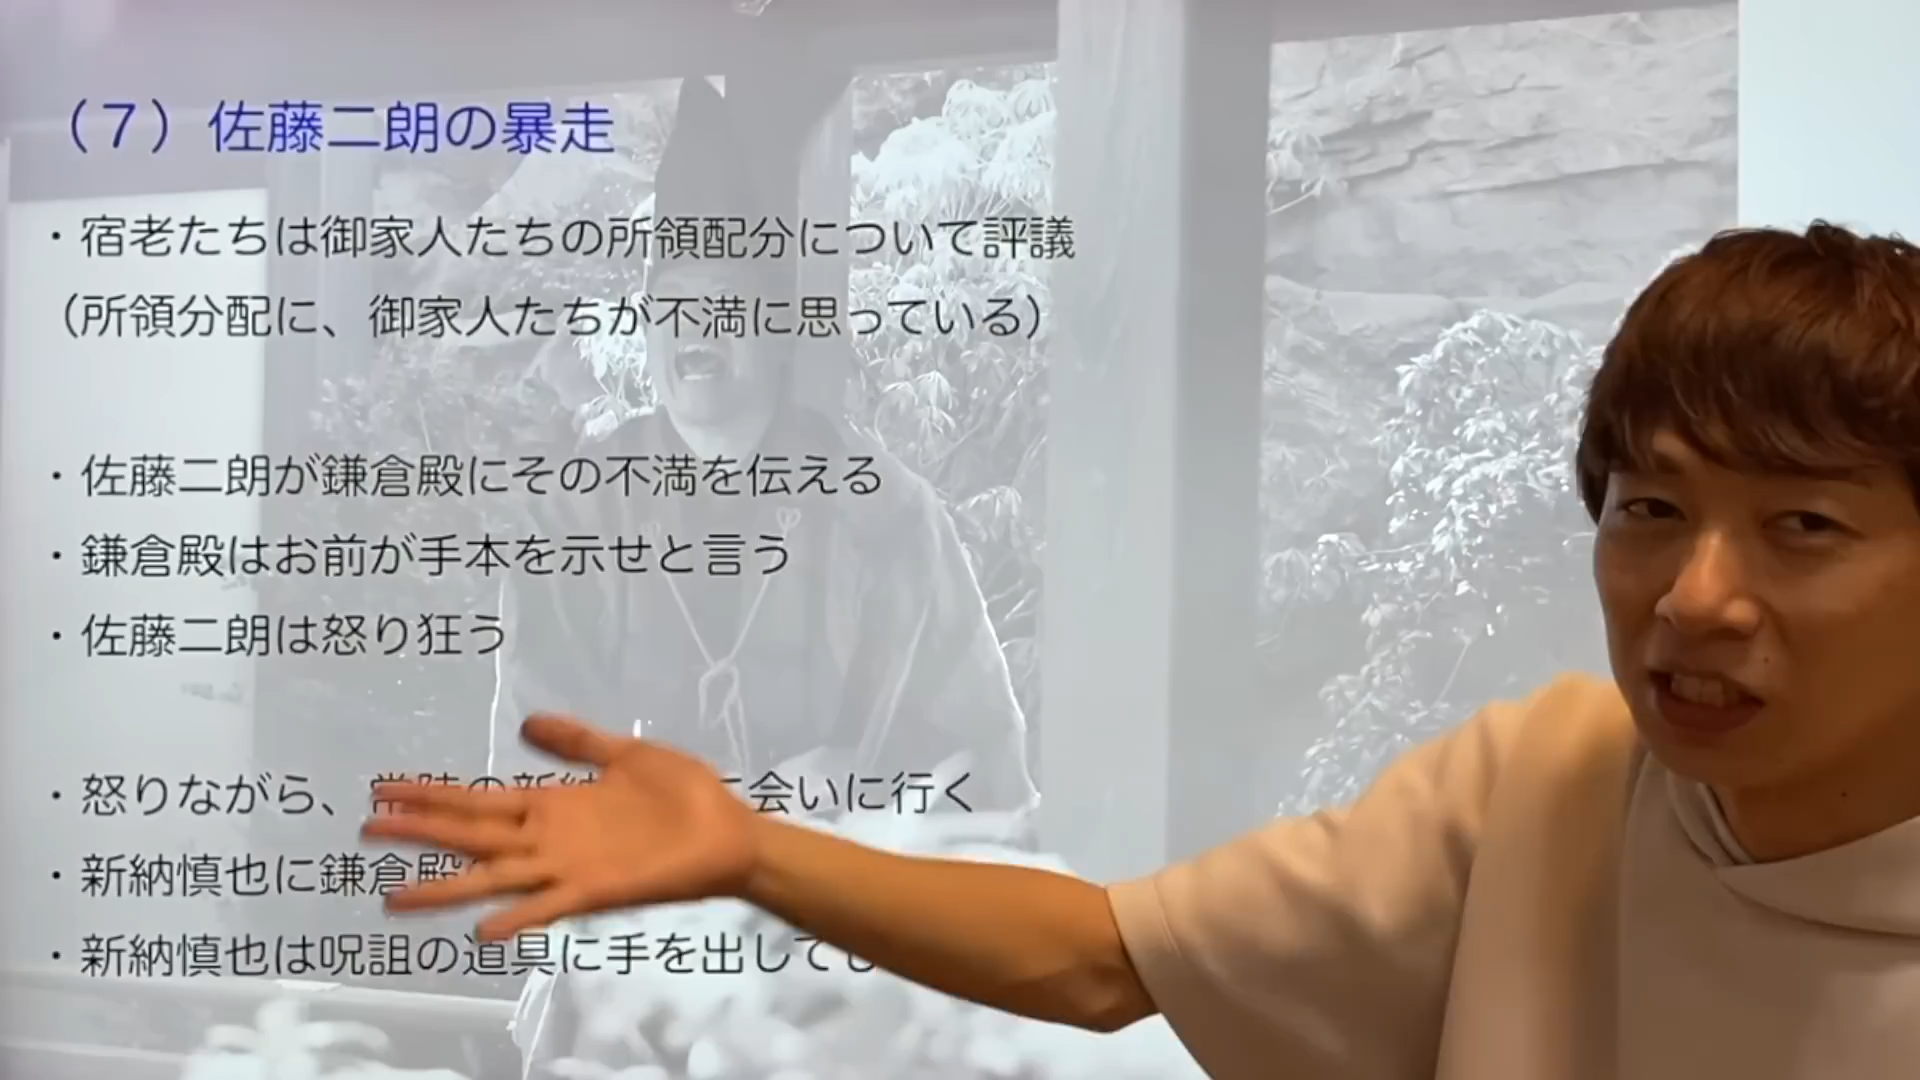 （７）佐藤二朗の暴走
・宿老たちは御家人たちの所領配分について評議
（所領分配に、御家人たちが不満に思っている）
・佐藤二朗が鎌倉殿にその不満を伝える
・鎌倉殿はお前が手本を示せと言う
・佐藤二朗は怒り狂う
・怒りながら、常陸の新納 に会いに行く
・新納慎也に鎌倉殿
・新納慎也は呪詛の道具に手を出して